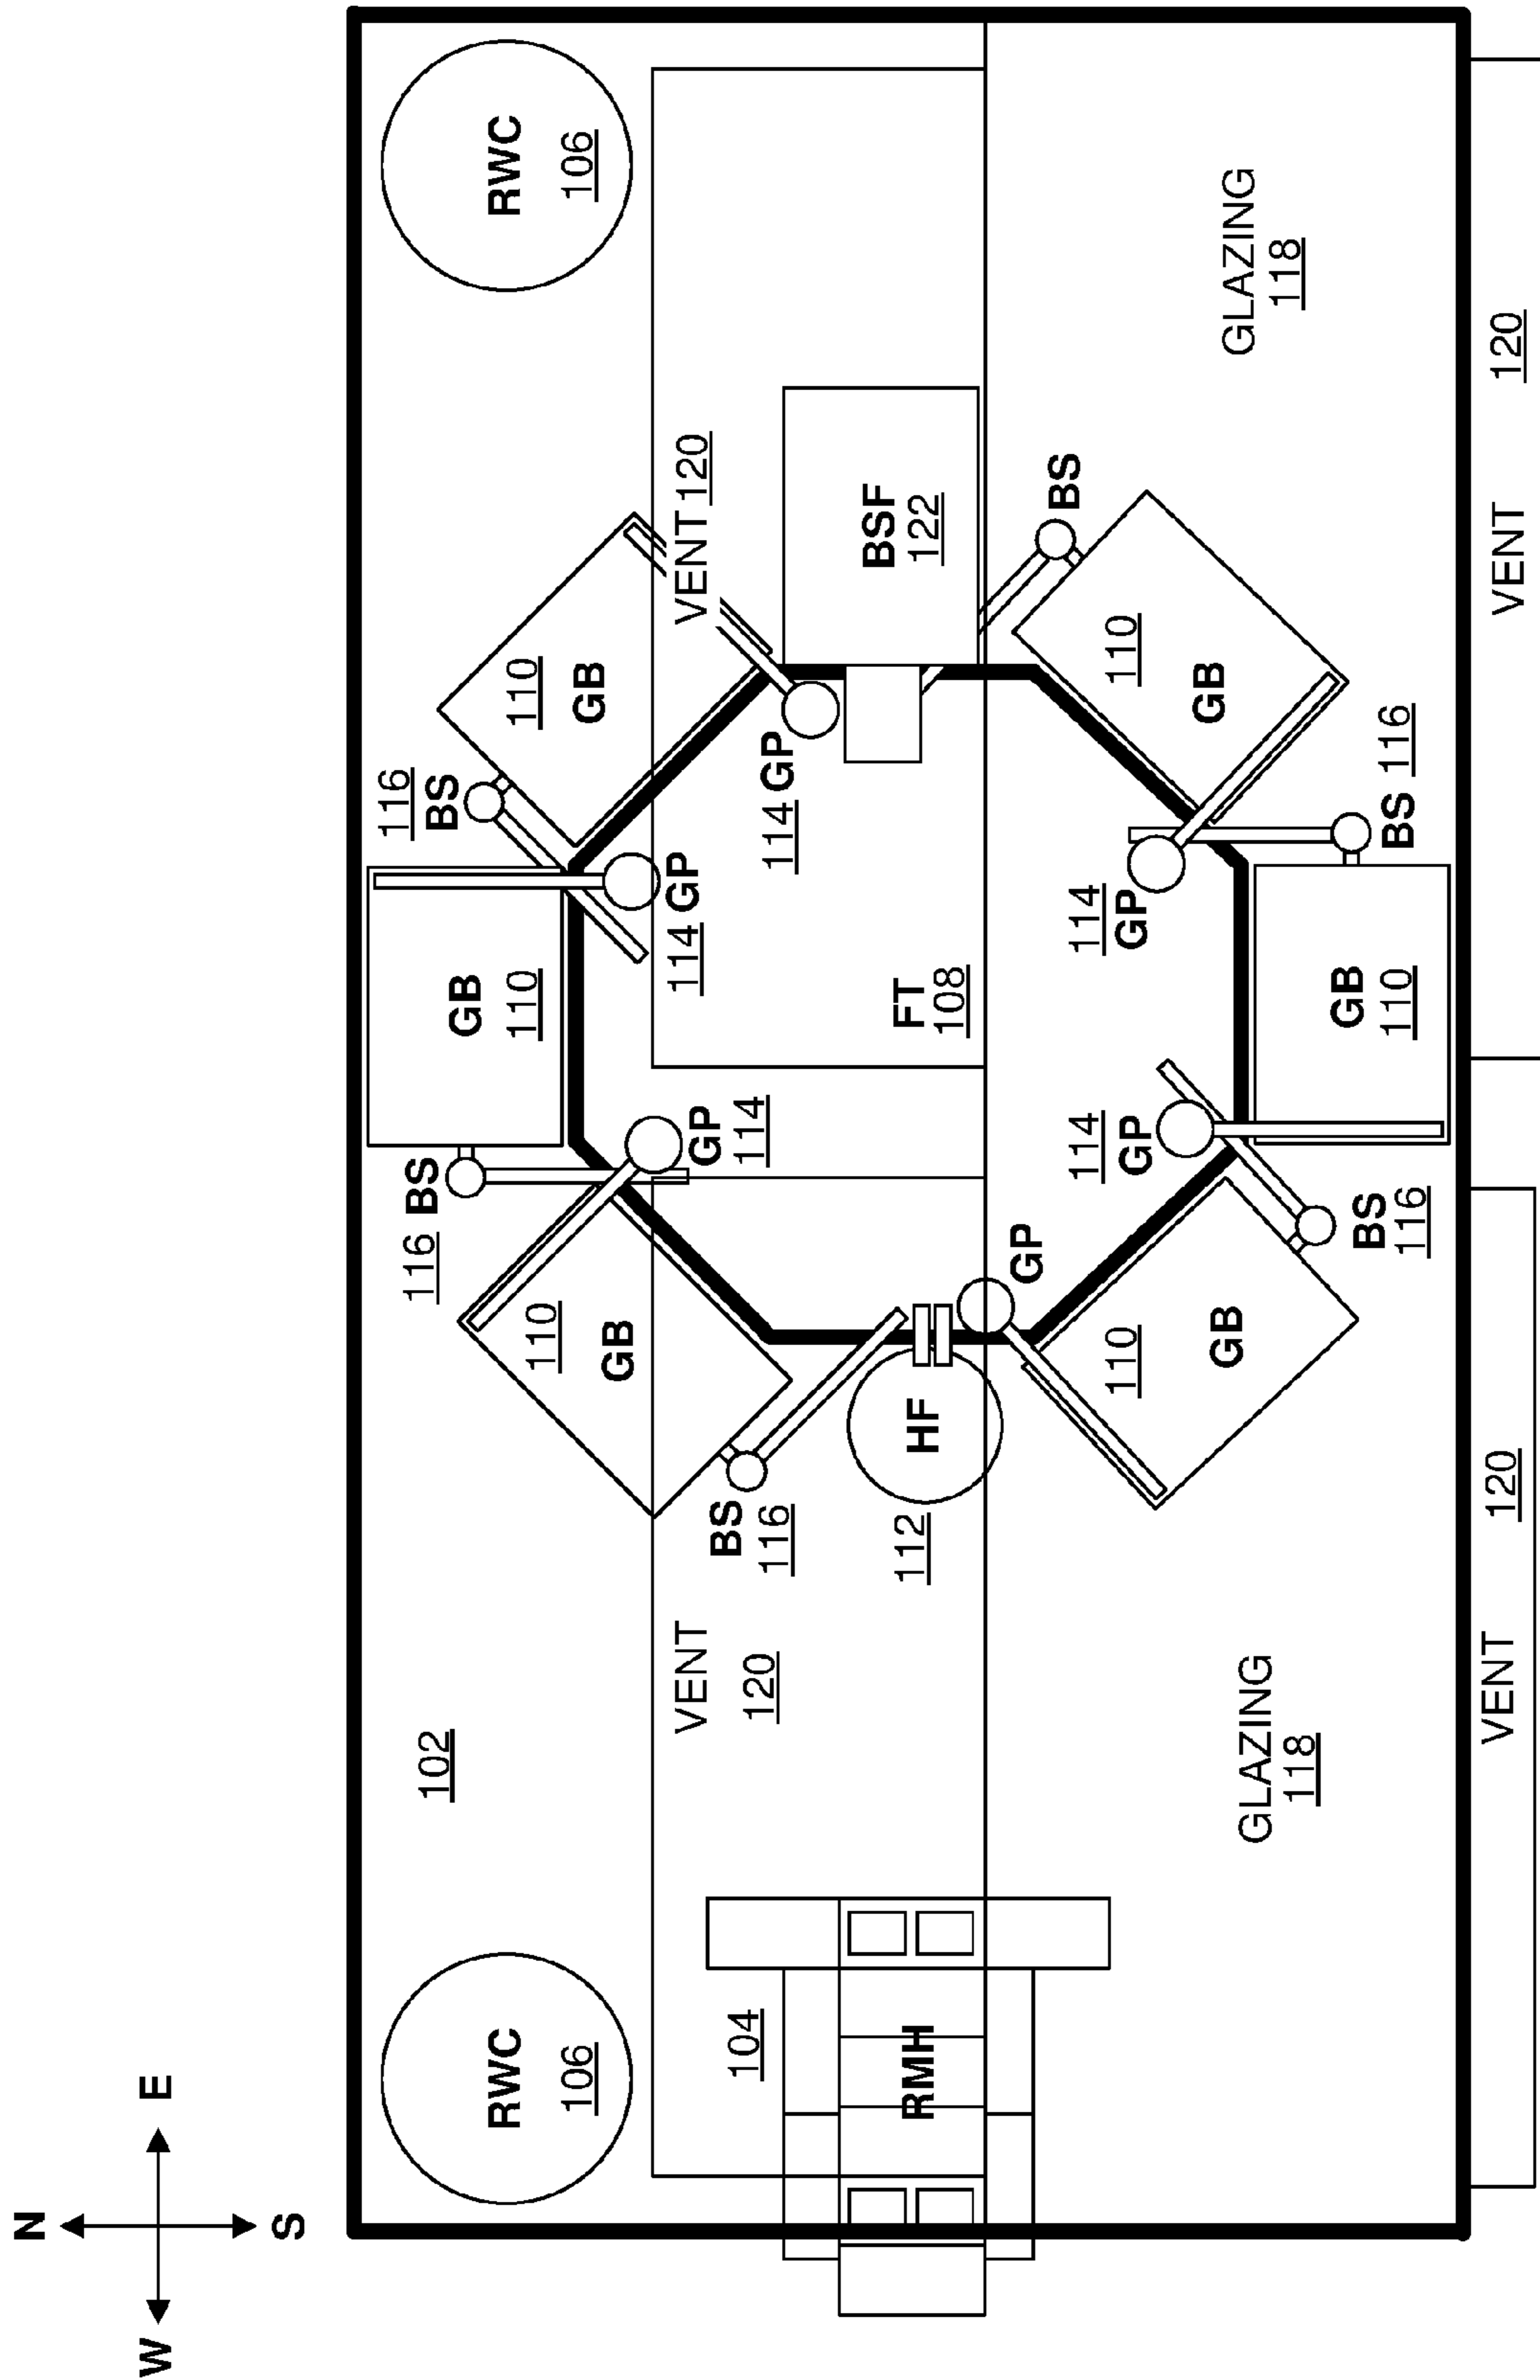 N
W
E
S
RWC
106
RWC
106
102
VENT
120
VENT 120
RMH
104
GB
110
GB
110
GB
110
BS
116
BS
116
BS
116
GP
114
GP
114
GP
114
FT
108
BSF
122
HF
112
GP
GP
114
GP
114
BS
BS
116
BS
116
GB
110
GB
110
GB
110
GLAZING
118
GLAZING
118
VENT
120
VENT
120